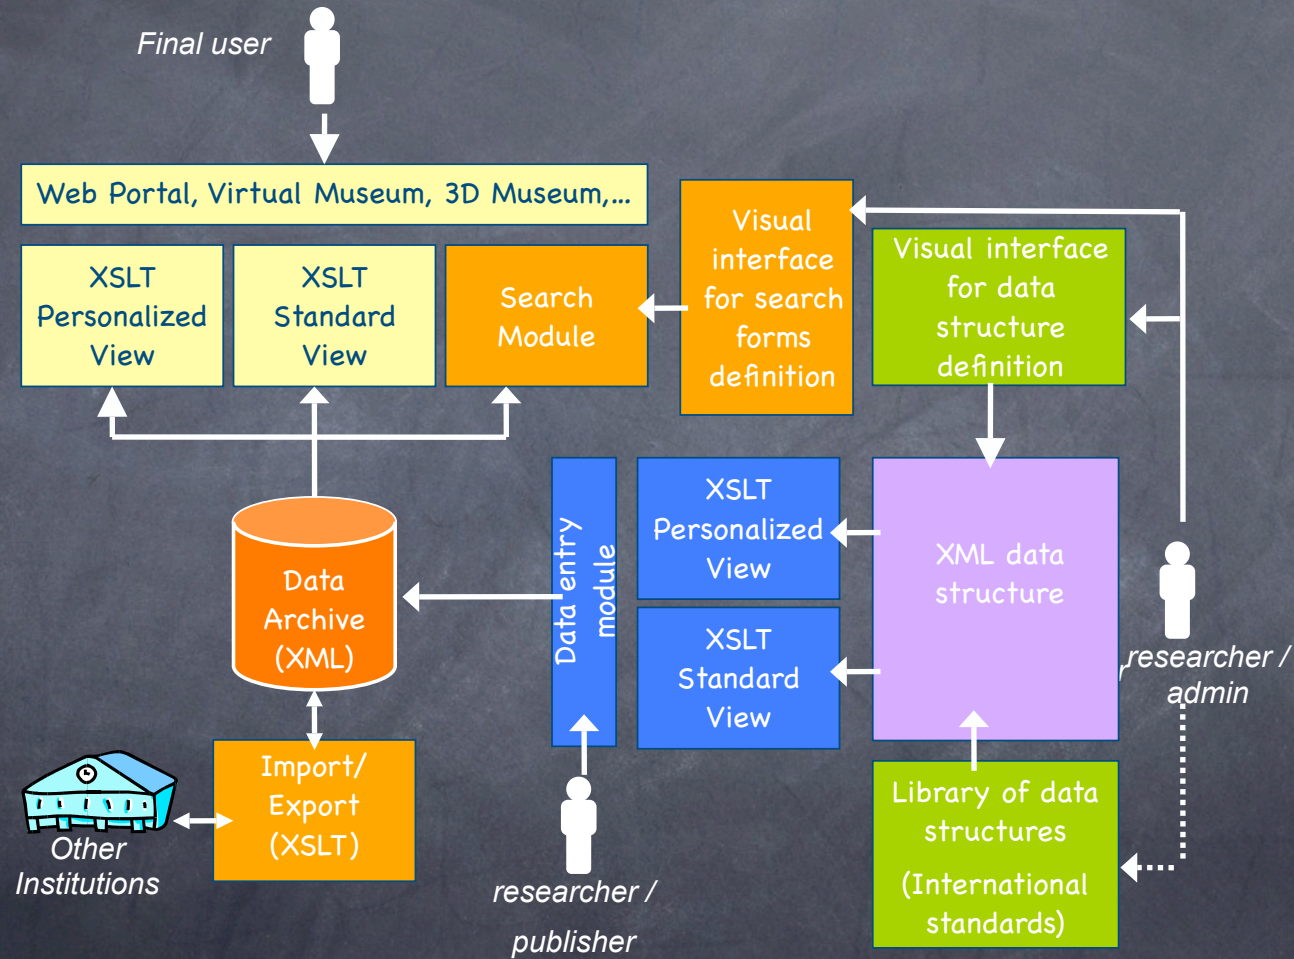 Final user
Web Portal, Virtual Museum, 3D Museum,...
XSLT
Personalized
View
XSLT
Standard
View
Search
Module
Visual
interface
for search
forms
definition
Visual interface
for data
structure
definition
Data entry
module
XSLT
Personalized
View
XML data
structure
Data
Archive
(XML)
XSLT
Standard
View
researcher /
admin
Import/
Export
(XSLT)
Library of data
structures
(International
standards)
Other
Institutions
researcher /
publisher